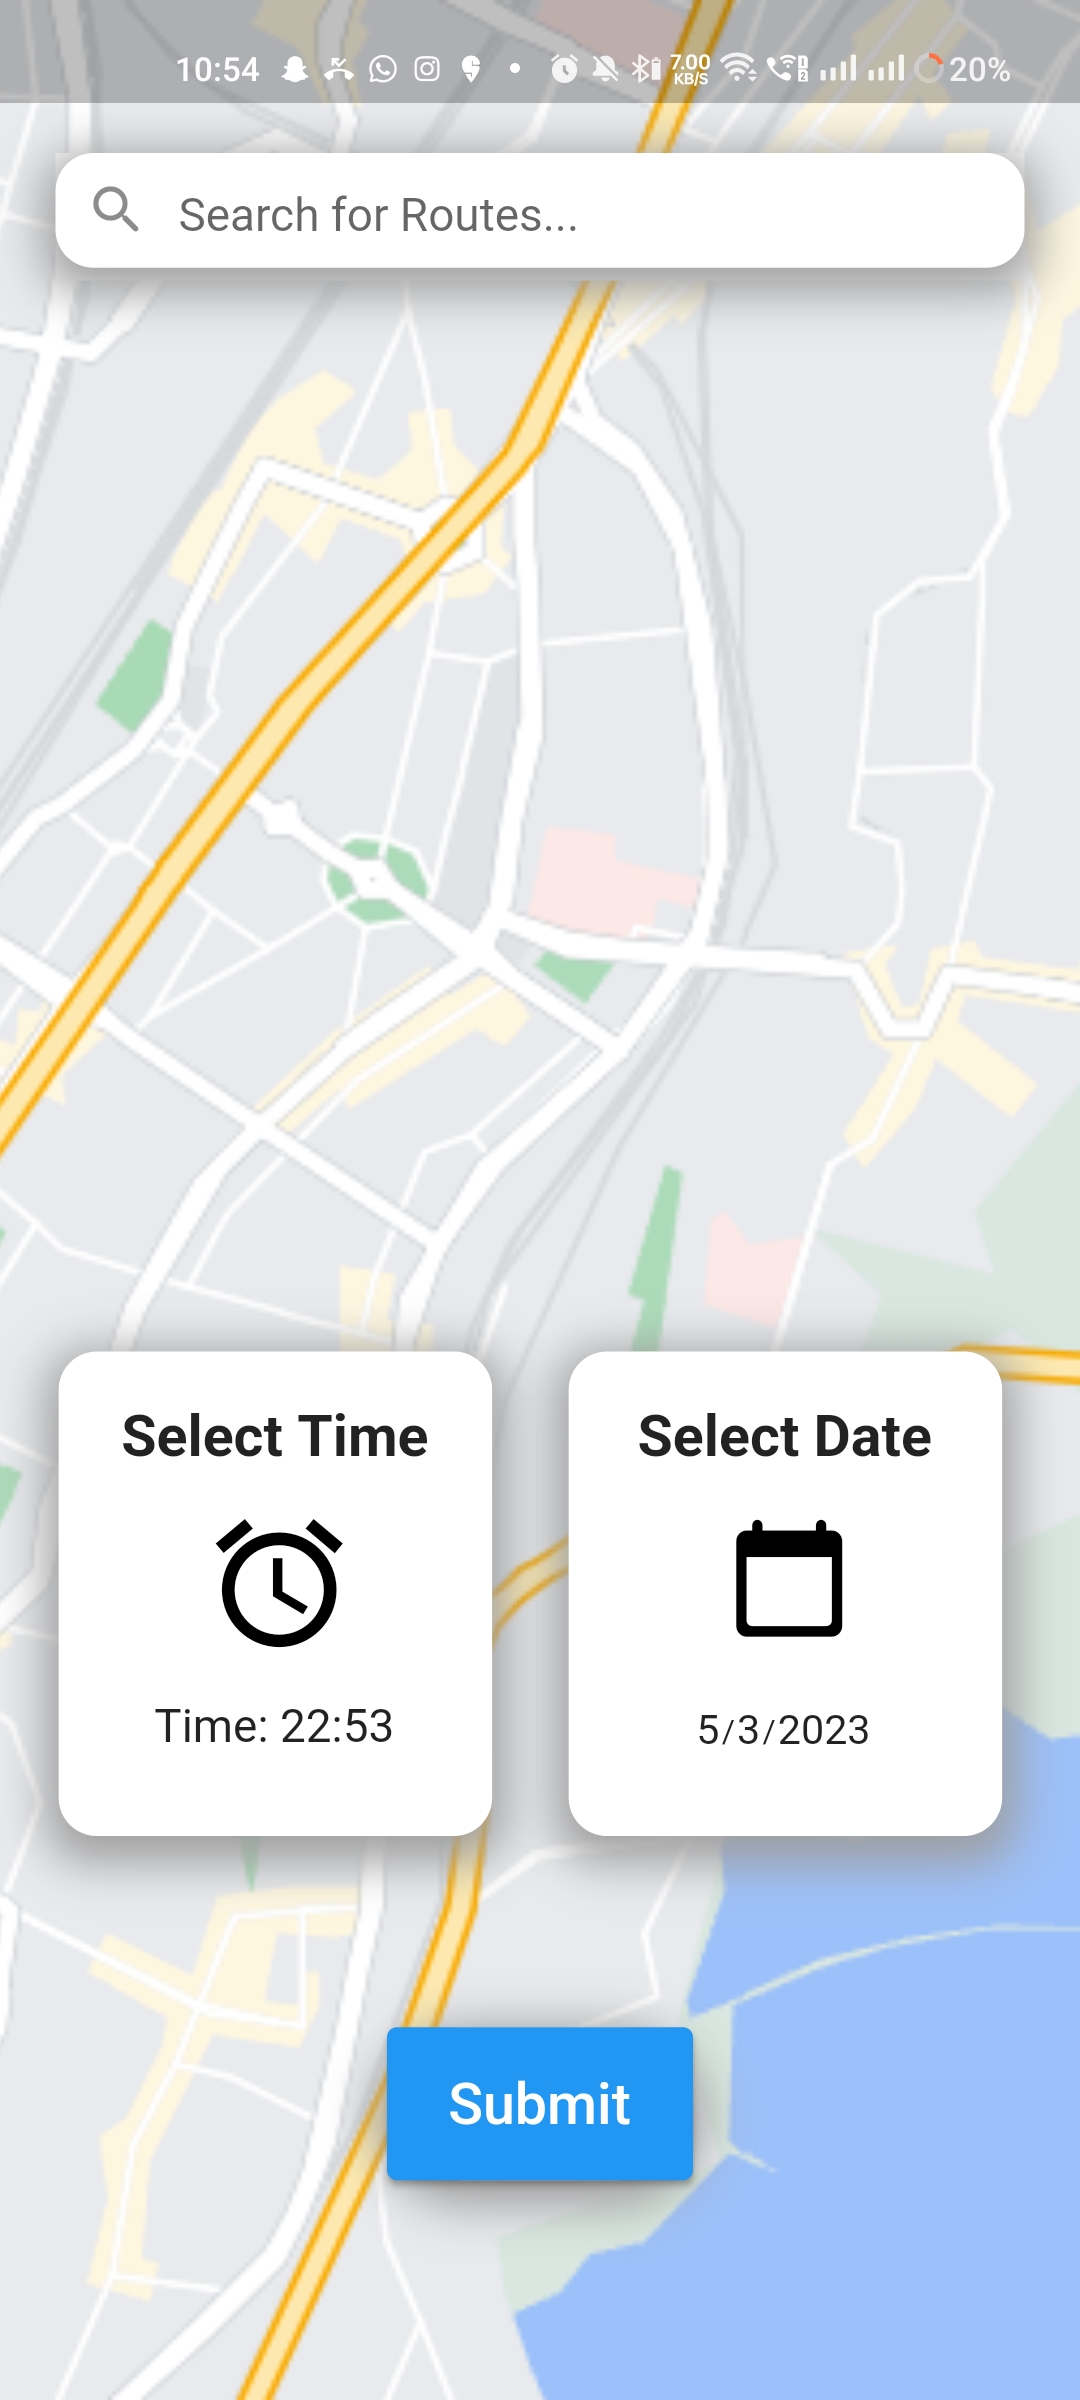 10:54 7.00 KB/S 20%
Search for Routes...
Select Time
Select Date
Time: 22:53
5/3/2023
Submit